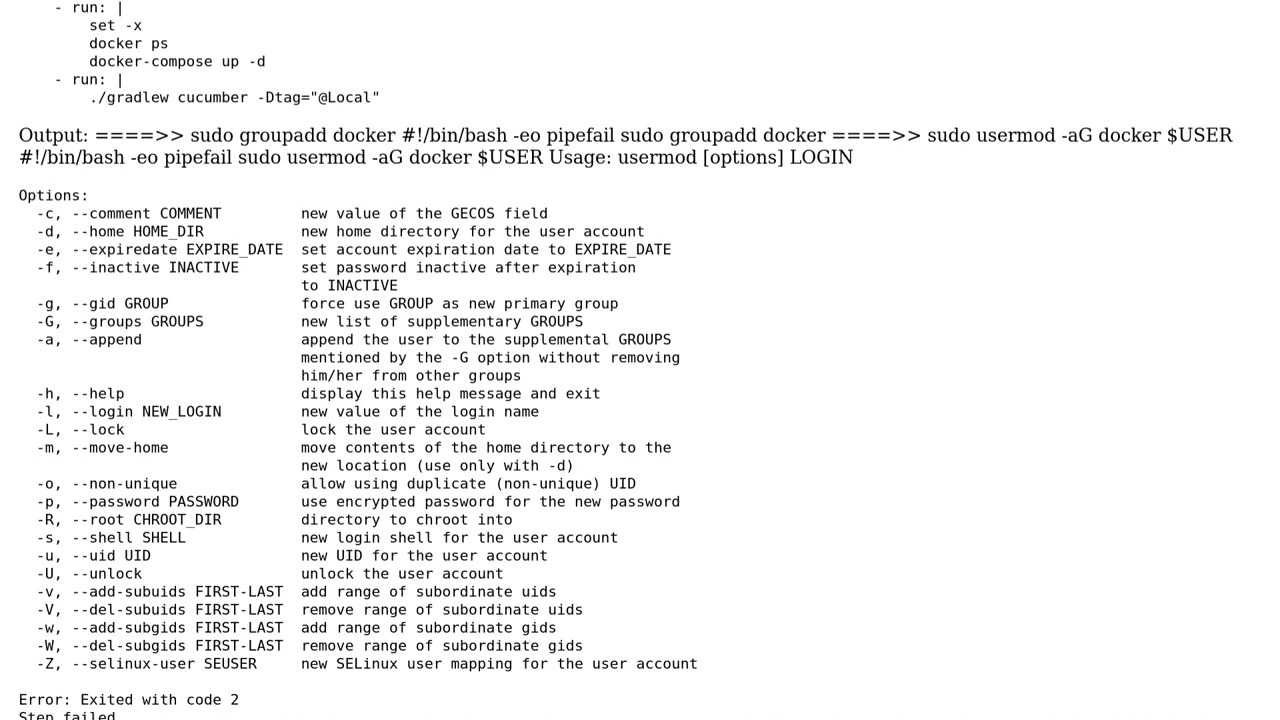 - run: |
set -x
docker ps
docker-compose up -d
- run: |
./gradlew cucumber -Dtag="@Local"
Output: ====>> sudo groupadd docker #!/bin/bash -eo pipefail sudo groupadd docker ====>> sudo usermod -aG docker $USER
#!/bin/bash -eo pipefail sudo usermod -aG docker $USER Usage: usermod [options] LOGIN
Options:
-c, --comment COMMENT         new value of the GECOS field
-d, --home HOME_DIR           new home directory for the user account
-e, --expiredate EXPIRE_DATE  set account expiration date to EXPIRE_DATE
-f, --inactive INACTIVE       set password inactive after expiration
to INACTIVE
-g, --gid GROUP               force use GROUP as new primary group
-G, --groups GROUPS           new list of supplementary GROUPS
-a, --append                  append the user to the supplemental GROUPS
mentioned by the -G option without removing
him/her from other groups
-h, --help                    display this help message and exit
-l, --login NEW_LOGIN         new value of the login name
-L, --lock                    lock the user account
-m, --move-home               move contents of the home directory to the
new location (use only with -d)
-o, --non-unique              allow using duplicate (non-unique) UID
-p, --password PASSWORD       use encrypted password for the new password
-R, --root CHROOT_DIR         directory to chroot into
-s, --shell SHELL             new login shell for the user account
-u, --uid UID                 new UID for the user account
-U, --unlock                  unlock the user account
-v, --add-subuids FIRST-LAST  add range of subordinate uids
-V, --del-subuids FIRST-LAST  remove range of subordinate uids
-w, --add-subgids FIRST-LAST  add range of subordinate gids
-W, --del-subgids FIRST-LAST  remove range of subordinate gids
-Z, --selinux-user SEUSER     new SELinux user mapping for the user account
Error: Exited with code 2
Step failed